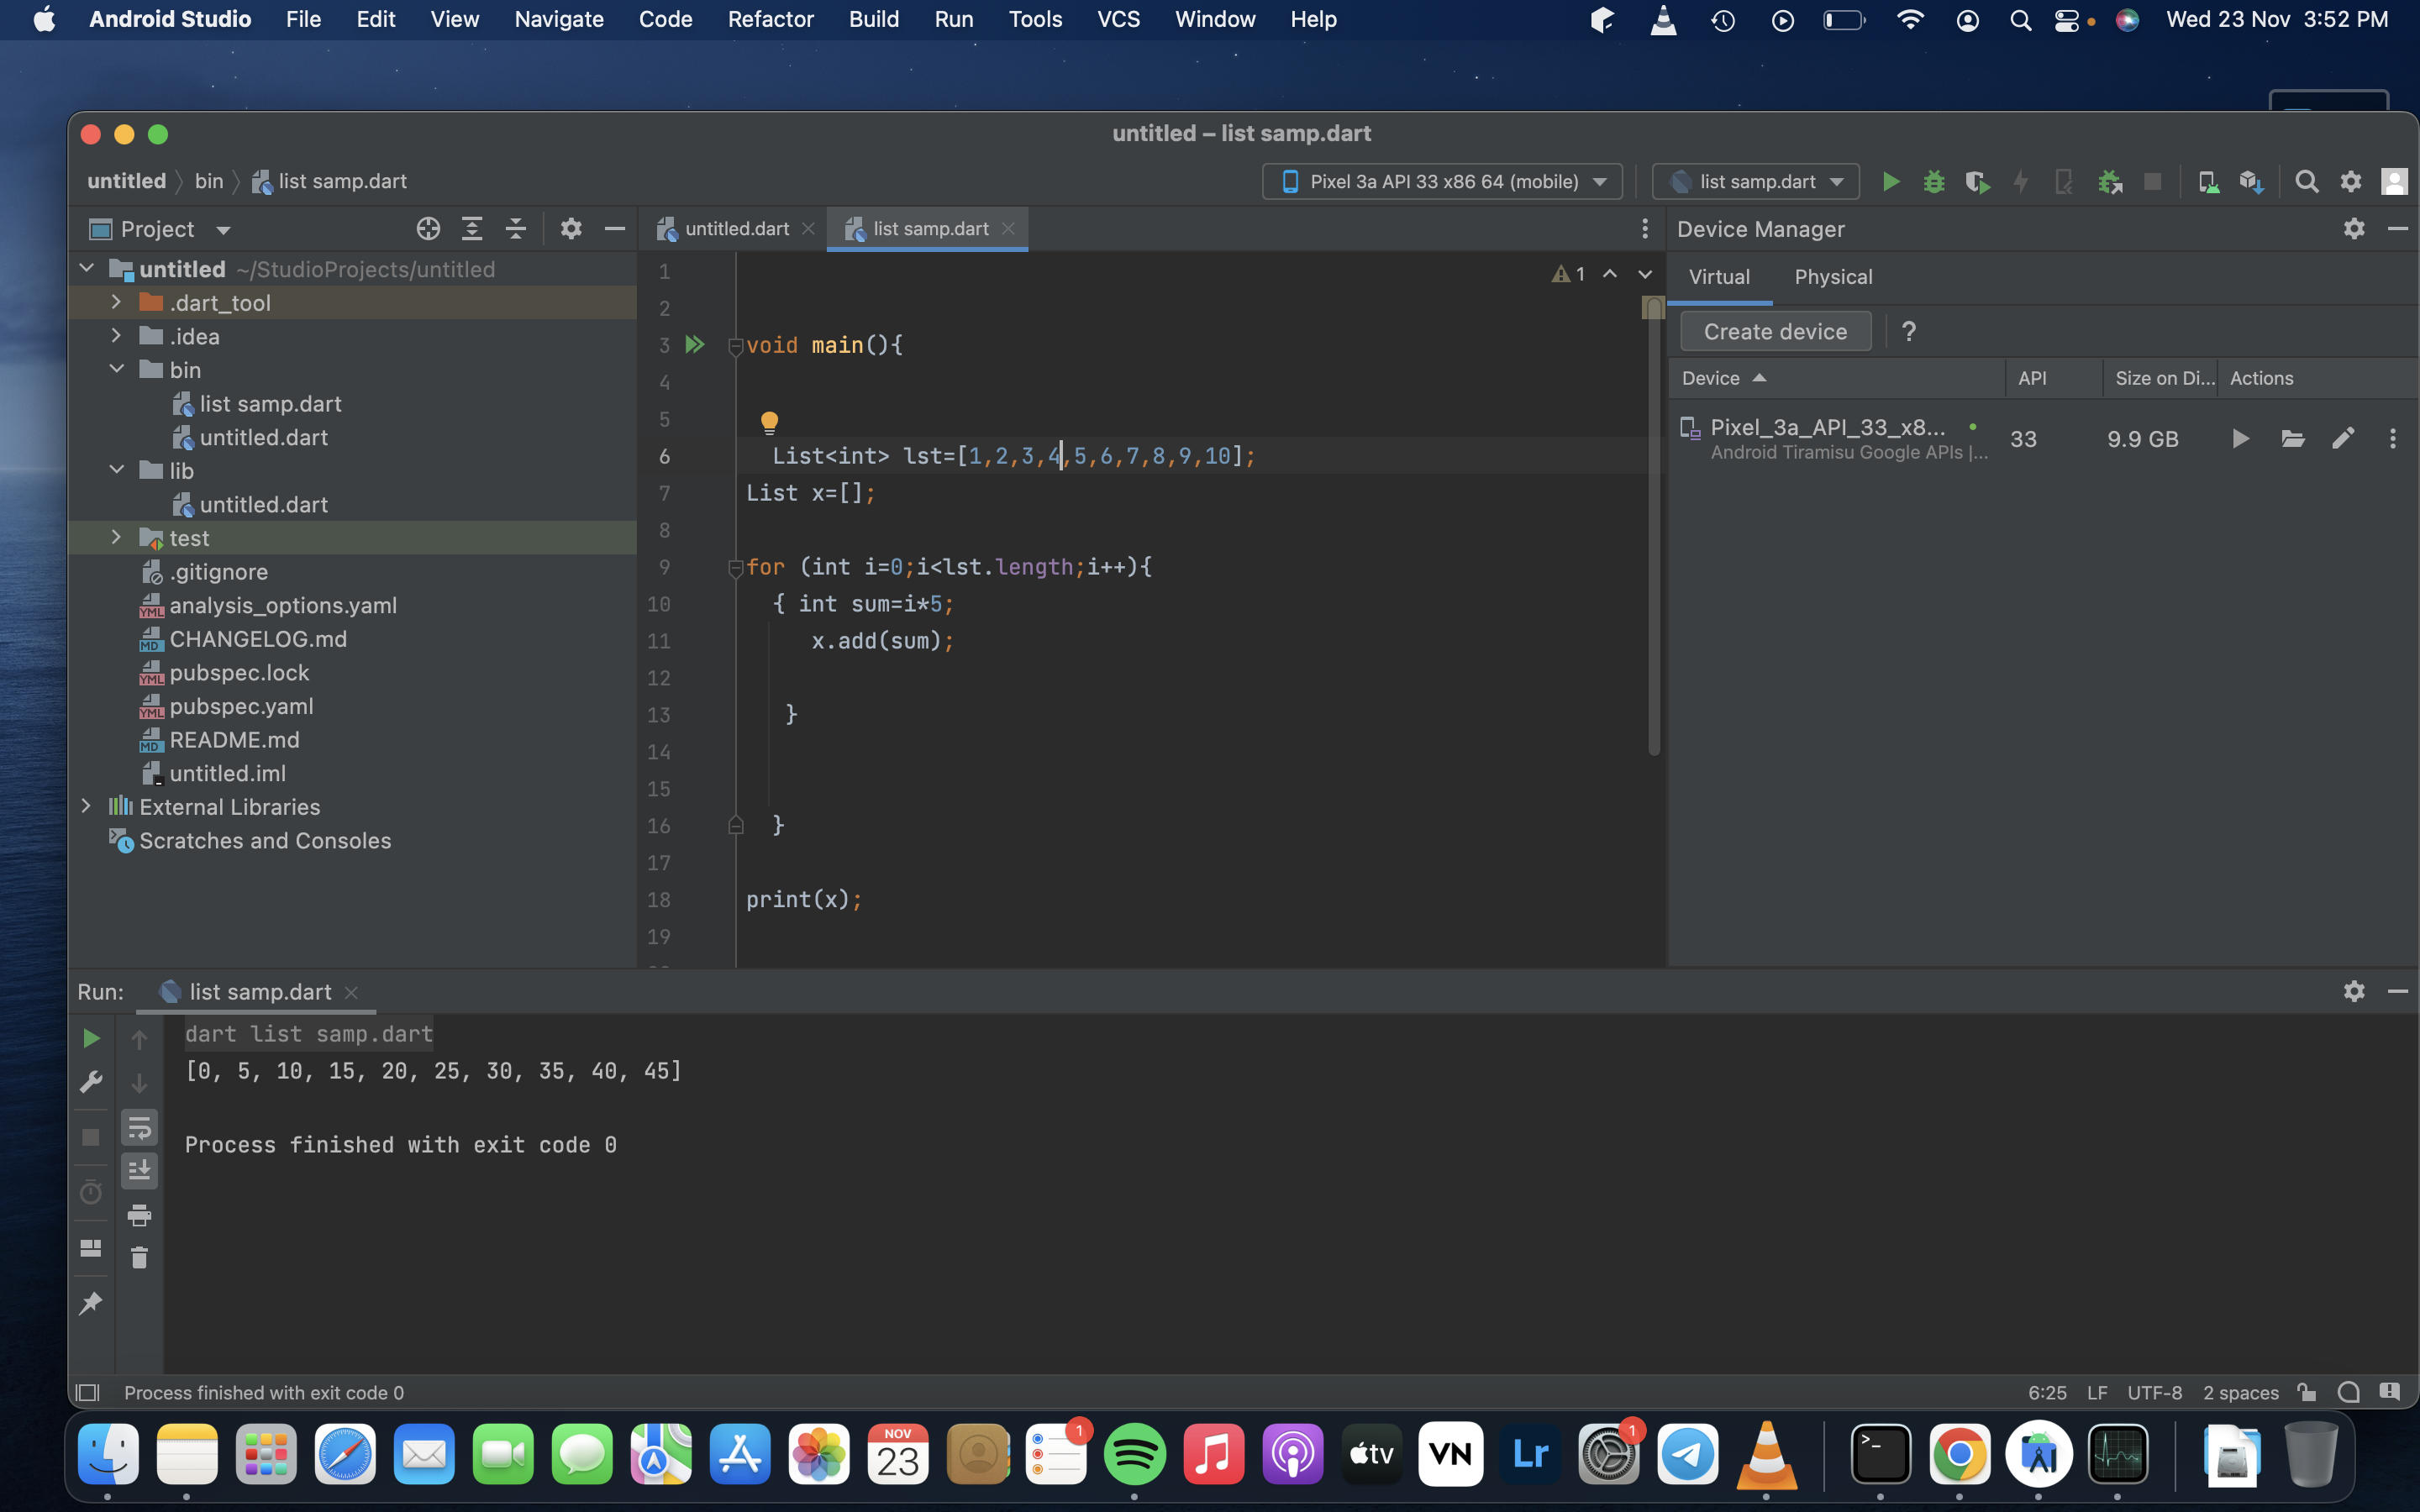 Android Studio File Edit View Navigate Code Refactor Build Run Tools VCS Window Help Wed 23 Nov 3:52 PM
untitled – list samp.dart
untitled bin list samp.dart Pixel 3a API 33 x86 64 (mobile) list samp.dart
Project untitled.dart list samp.dart Device Manager
untitled ~/StudioProjects/untitled
.dart_tool
.idea
bin
list samp.dart
untitled.dart
lib
untitled.dart
test
.gitignore
YML analysis_options.yaml
MD CHANGELOG.md
YML pubspec.lock
YML pubspec.yaml
MD README.md
untitled.iml
External Libraries
Scratches and Consoles
1
1
2
3 void main(){
4
5
6 List<int> lst=[1,2,3,4,5,6,7,8,9,10];
7 List x=[];
8
9 for (int i=0;i<lst.length;i++){
10 { int sum=i*5;
11 x.add(sum);
12
13 }
14
15
16 }
17
18 print(x);
19
Virtual Physical
Create device ?
Device API Size on Di... Actions
Pixel_3a_API_33_x8... 33 9.9 GB
Android Tiramisu Google APIs |...
Run: list samp.dart
dart list samp.dart
[0, 5, 10, 15, 20, 25, 30, 35, 40, 45]
Process finished with exit code 0
Process finished with exit code 0 6:25 LF UTF-8 2 spaces
NOV
23
1
tv
VN
Lr
1
>_